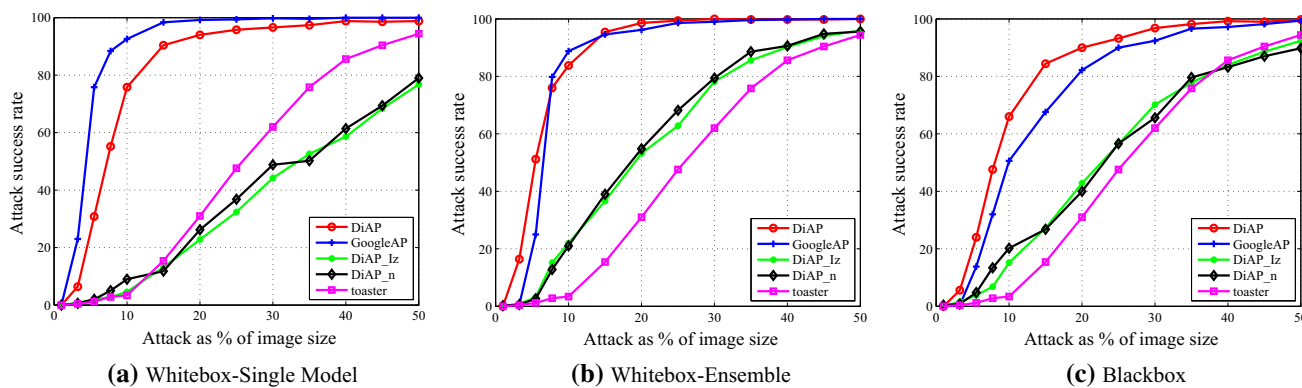 100
80
60
40
20
0
0
10
20
30
40
50
Attack success rate
Attack as % of image size
DiAP
GoogleAP
DiAP_Iz
DiAP_n
toaster
(a) Whitebox-Single Model
100
80
60
40
20
0
0
10
20
30
40
50
Attack success rate
Attack as % of image size
DiAP
GoogleAP
DiAP_Iz
DiAP_n
toaster
(b) Whitebox-Ensemble
100
80
60
40
20
0
0
10
20
30
40
50
Attack success rate
Attack as % of image size
DiAP
GoogleAP
DiAP_Iz
DiAP_n
toaster
(c) Blackbox